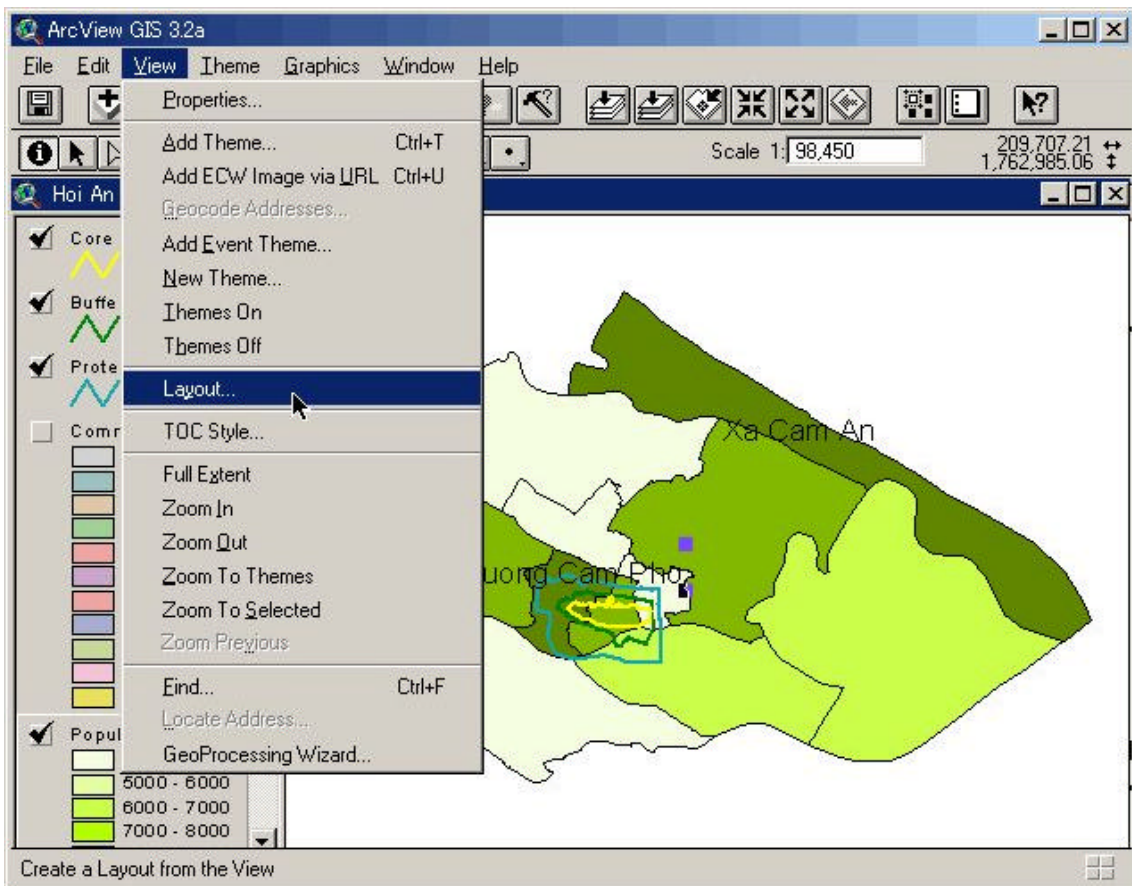 ArcView GIS 3.2a
File Edit View Theme Graphics Window Help
Properties...
Add Theme... Ctrl+T
Add ECW Image via URL Ctrl+U
Geocode Addresses...
Add Event Theme...
New Theme...
Themes On
Themes Off
Layout...
TOC Style...
Full Extent
Zoom In
Zoom Out
Zoom To Themes
Zoom To Selected
Zoom Previous
Find... Ctrl+F
Locate Address...
GeoProcessing Wizard...
Scale 1: 98,450
209,707.21
1,762,985.06
Hoi An
Core
Buffe
Prote
Comr
Popul
5000 - 6000
6000 - 7000
7000 - 8000
Xa Cam An
uong Cam Pho
Create a Layout from the View